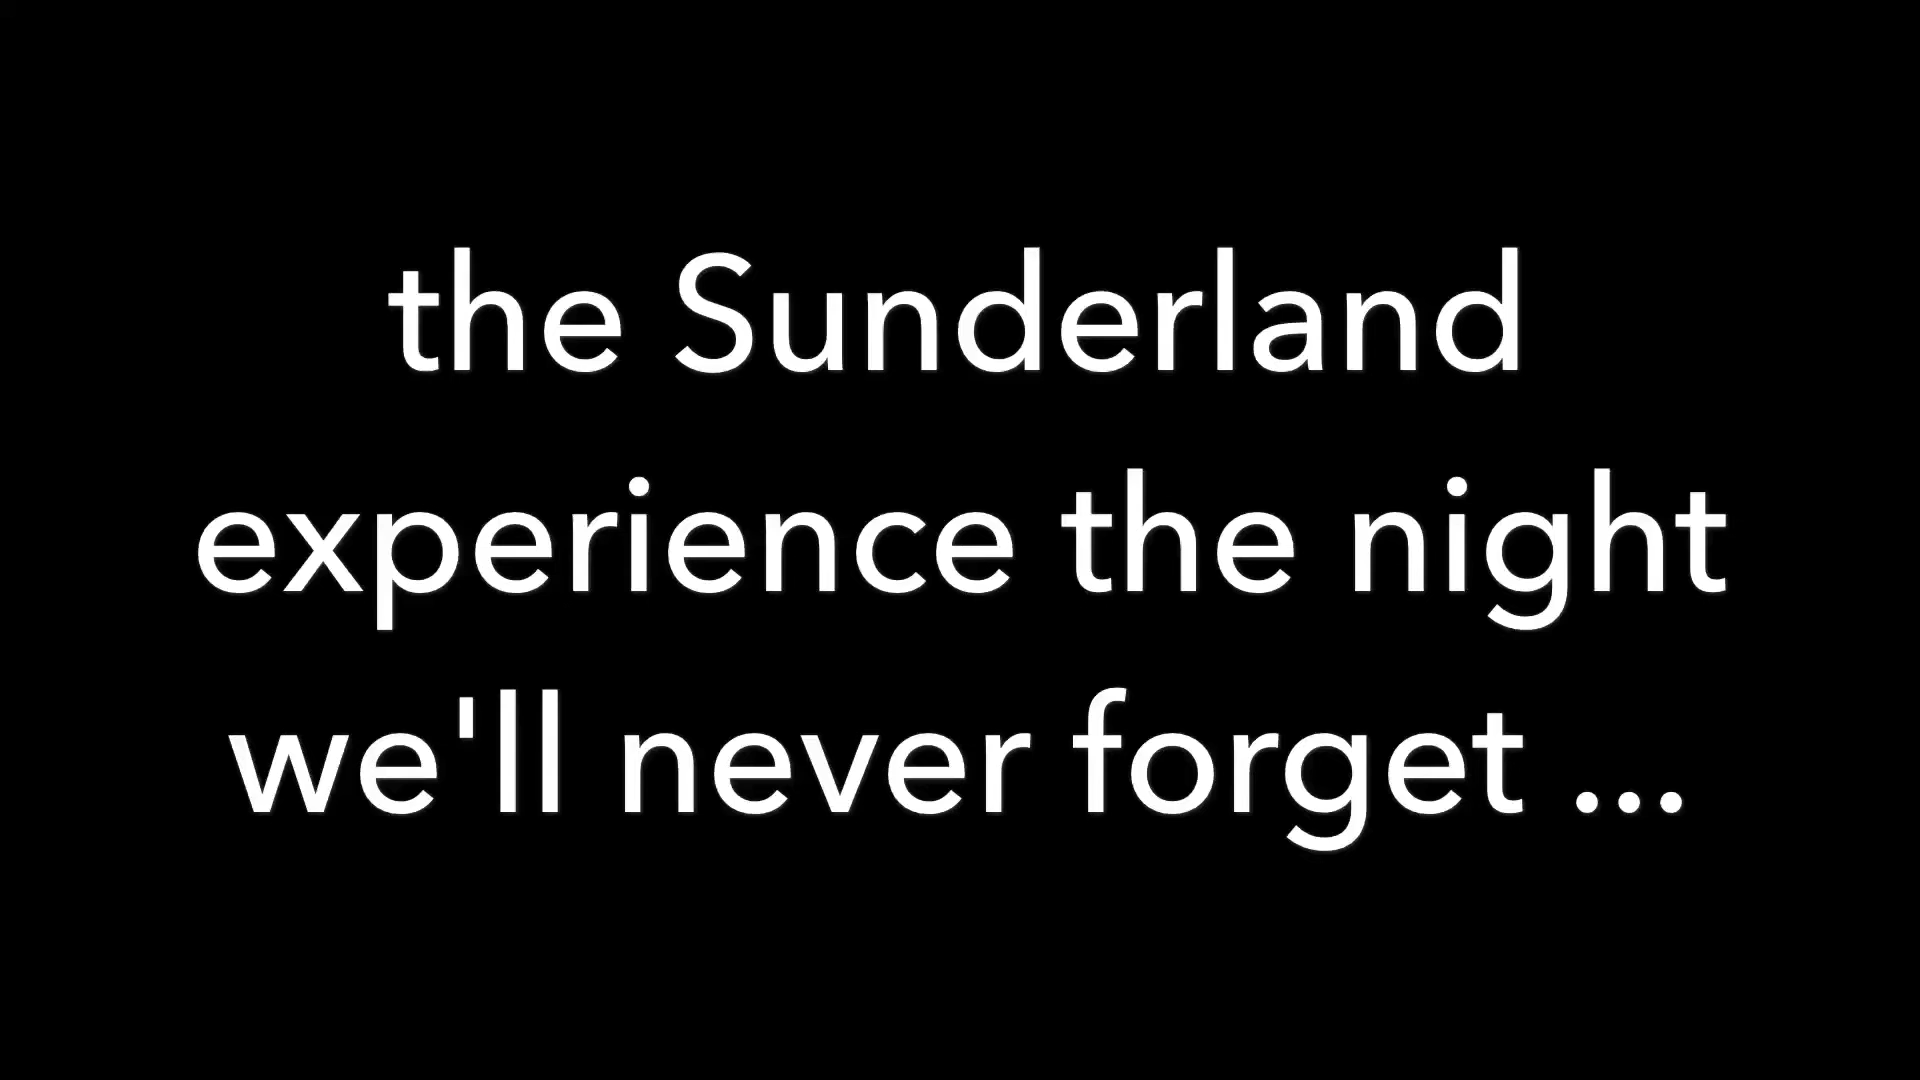 the Sunderland
experience the night
we'll never forget ...